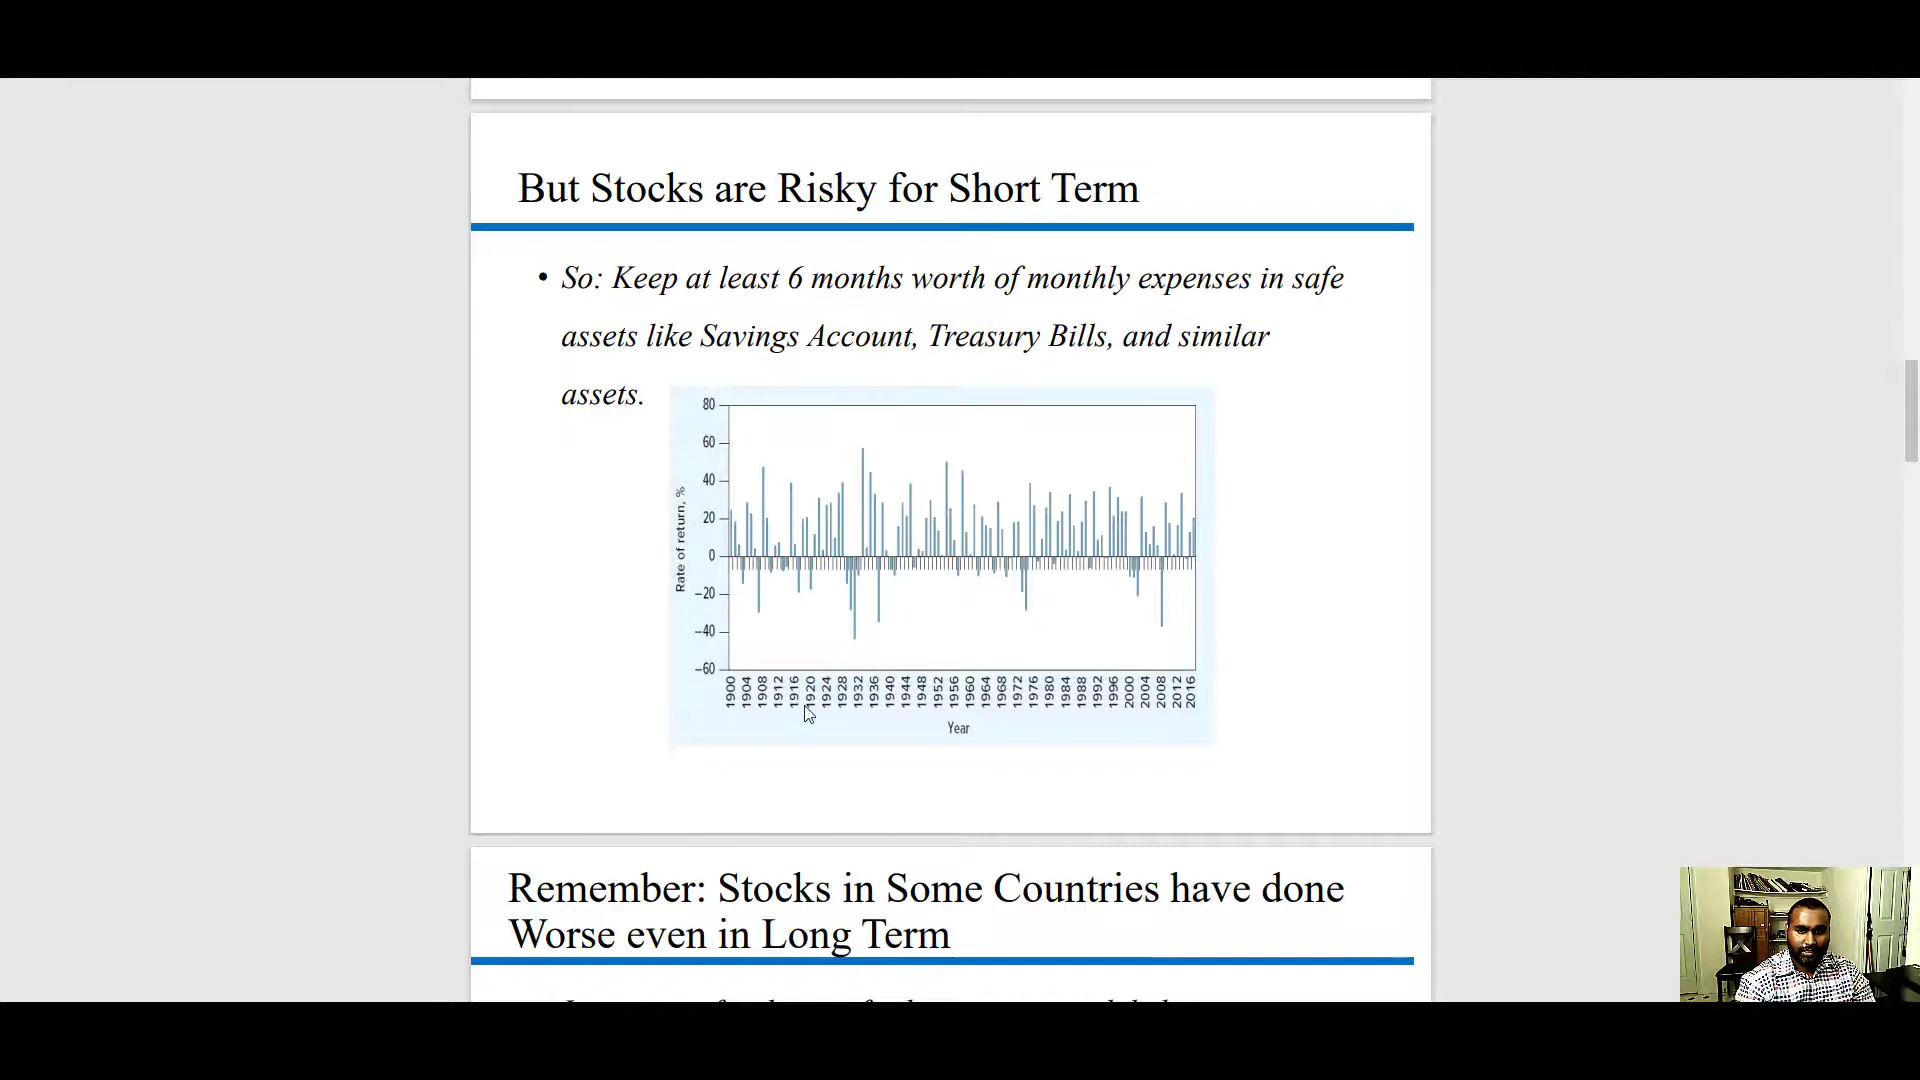 But Stocks are Risky for Short Term
• So: Keep at least 6 months worth of monthly expenses in safe
assets like Savings Account, Treasury Bills, and similar
assets.
80
60
40
20
0
−20
−40
−60
Rate of return, %
1900 1904 1908 1912 1916 1920 1924 1928 1932 1936 1940 1944 1948 1952 1956 1960 1964 1968 1972 1976 1980 1984 1988 1992 1996 2000 2004 2008 2012 2016
Year
Remember: Stocks in Some Countries have done
Worse even in Long Term